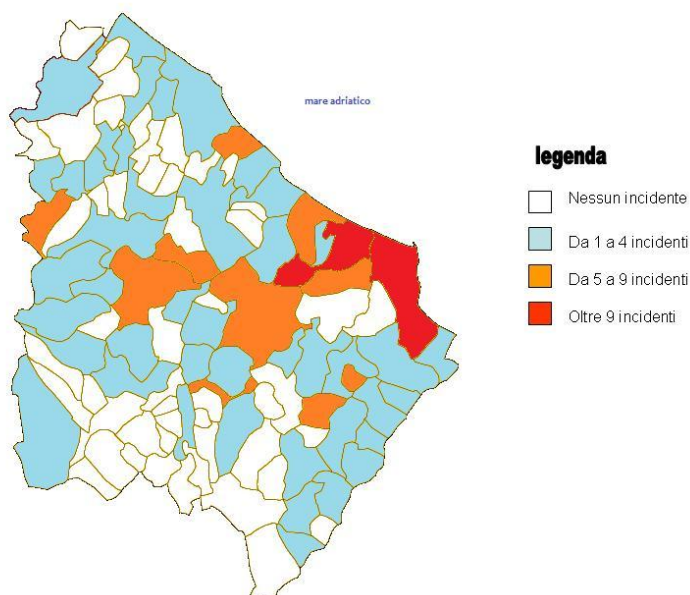 mare adriatico
legenda
Nessun incidente
Da 1 a 4 incidenti
Da 5 a 9 incidenti
Oltre 9 incidenti